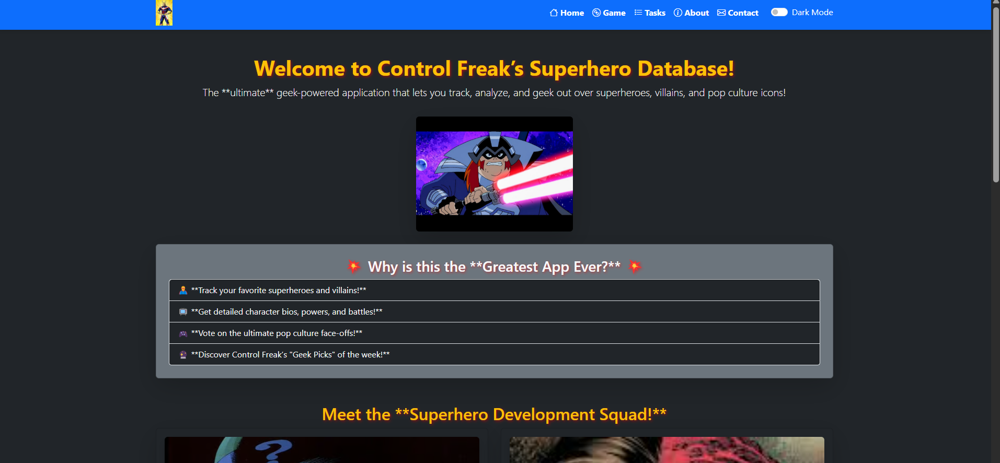 Home Game Tasks About Contact Dark Mode
Welcome to Control Freak’s Superhero Database!
The **ultimate** geek-powered application that lets you track, analyze, and geek out over superheroes, villains, and pop culture icons!
💥 Why is this the **Greatest App Ever?** 💥
🦸‍♂️ **Track your favorite superheroes and villains!**
📺 **Get detailed character bios, powers, and battles!**
🎮 **Vote on the ultimate pop culture face-offs!**
🔮 **Discover Control Freak’s "Geek Picks" of the week!**
Meet the **Superhero Development Squad!**
?